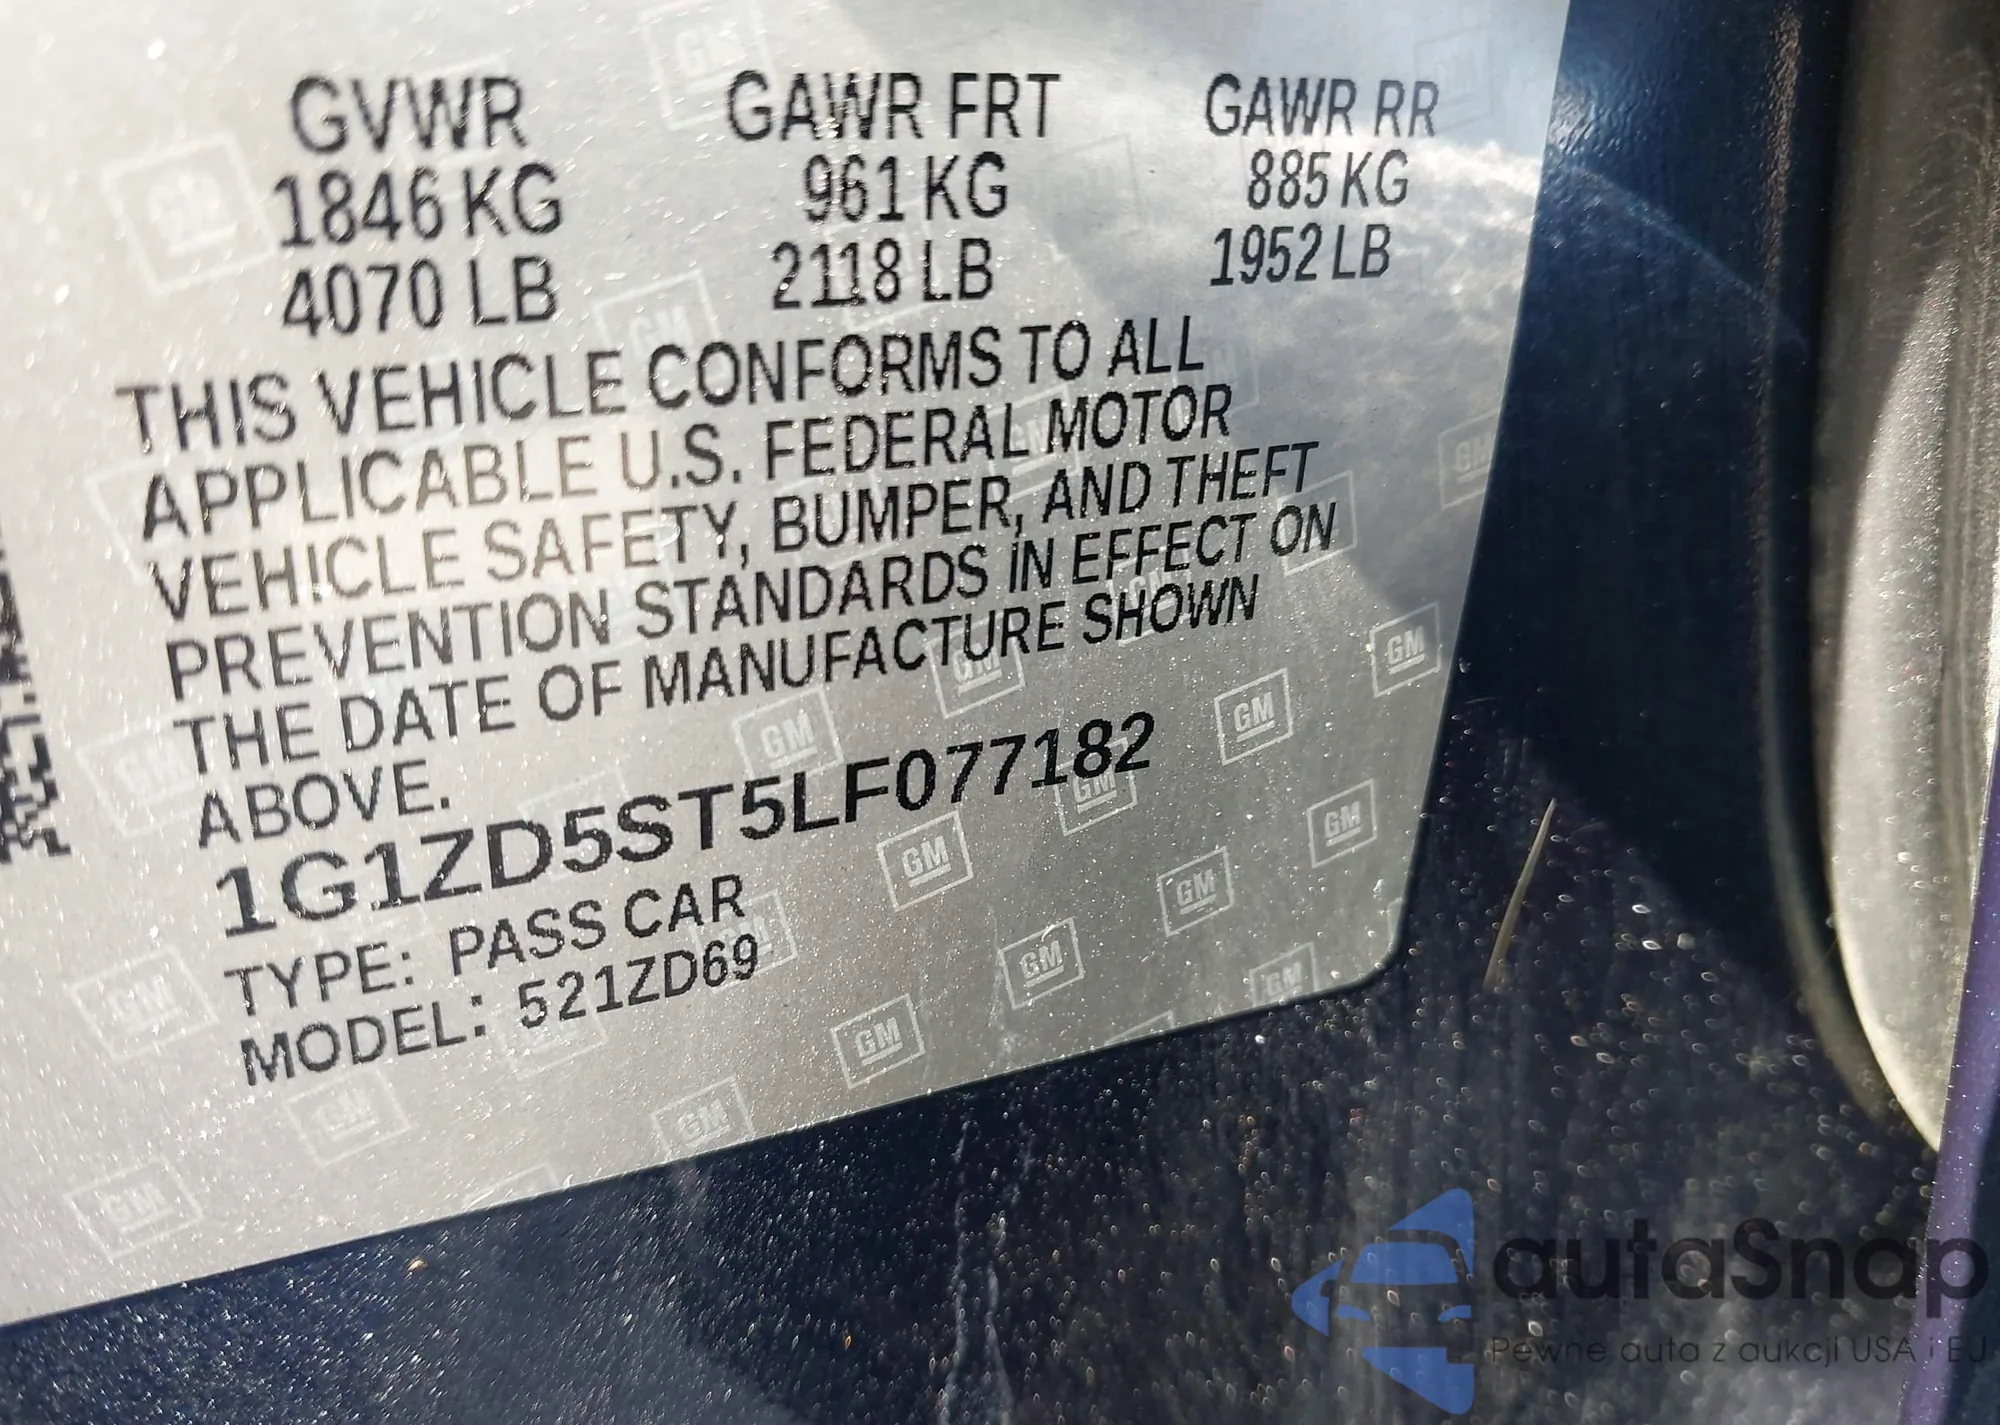 GVWR GAWR FRT GAWR RR
1846 KG 961 KG 885 KG
4070 LB 2118 LB 1952 LB
THIS VEHICLE CONFORMS TO ALL
APPLICABLE U.S. FEDERAL MOTOR
VEHICLE SAFETY, BUMPER, AND THEFT
PREVENTION STANDARDS IN EFFECT ON
THE DATE OF MANUFACTURE SHOWN
ABOVE.
1G1ZD5ST5LF077182
TYPE: PASS CAR
MODEL: 521ZD69
GM
autaSnap
Pewne auta z aukcji USA i EU